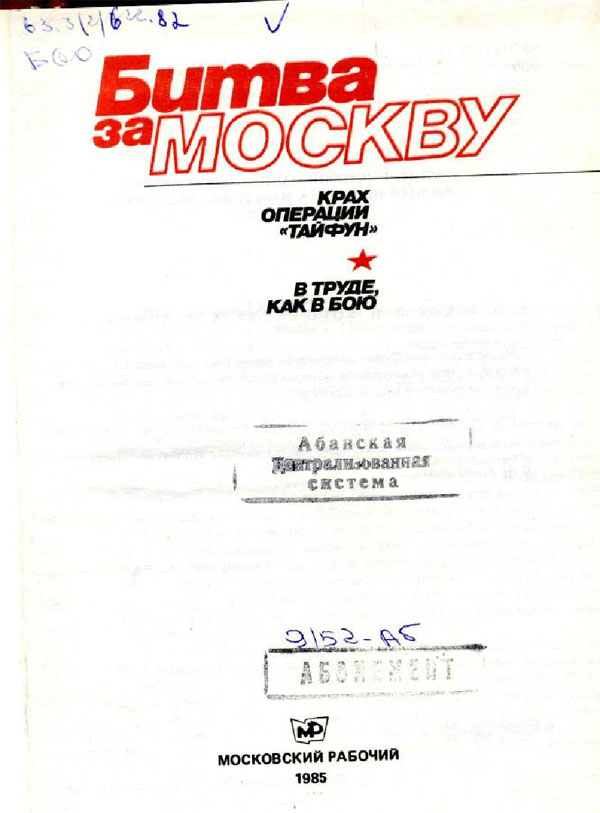 63.3(2)622.82
Б60
Битва
за МОСКВУ
КРАХ
ОПЕРАЦИИ
«ТАЙФУН»
В ТРУДЕ,
КАК В БОЮ
Абанская
Централизованная
система
9152-Аб
АБОНЕМЕНТ
МР
МОСКОВСКИЙ РАБОЧИЙ
1985